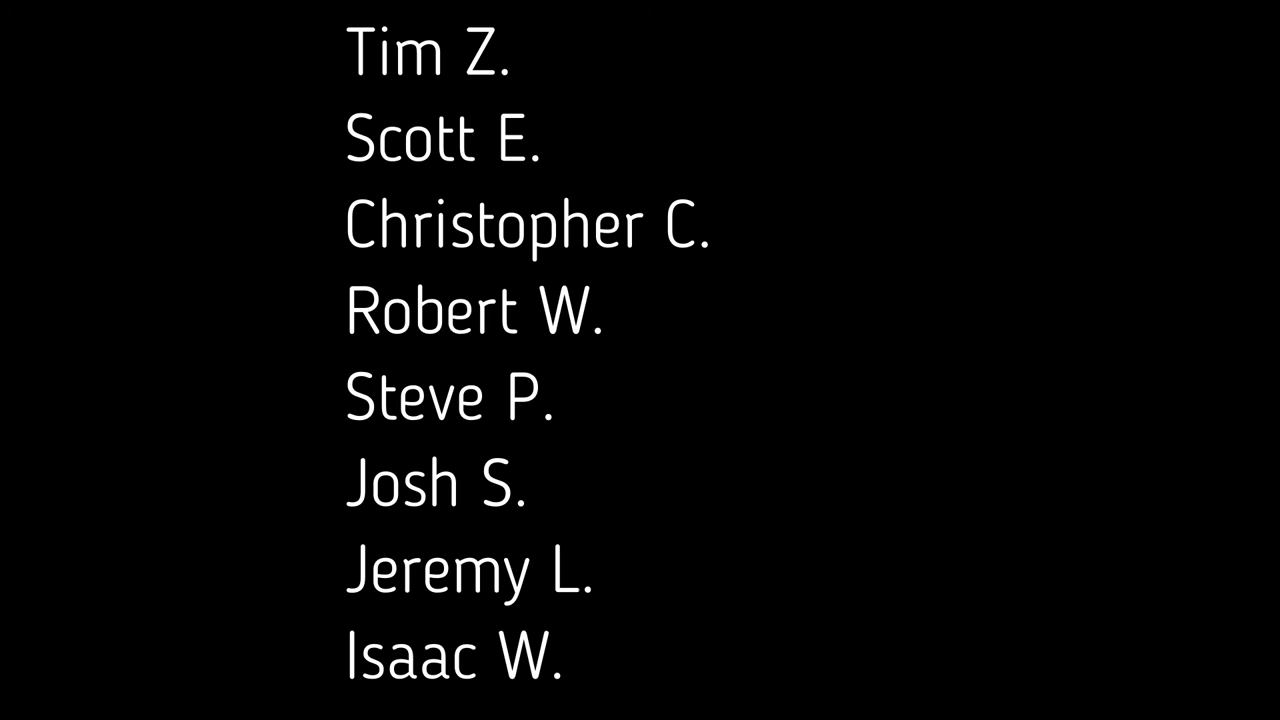 Tim Z.
Scott E.
Christopher C.
Robert W.
Steve P.
Josh S.
Jeremy L.
Isaac W.